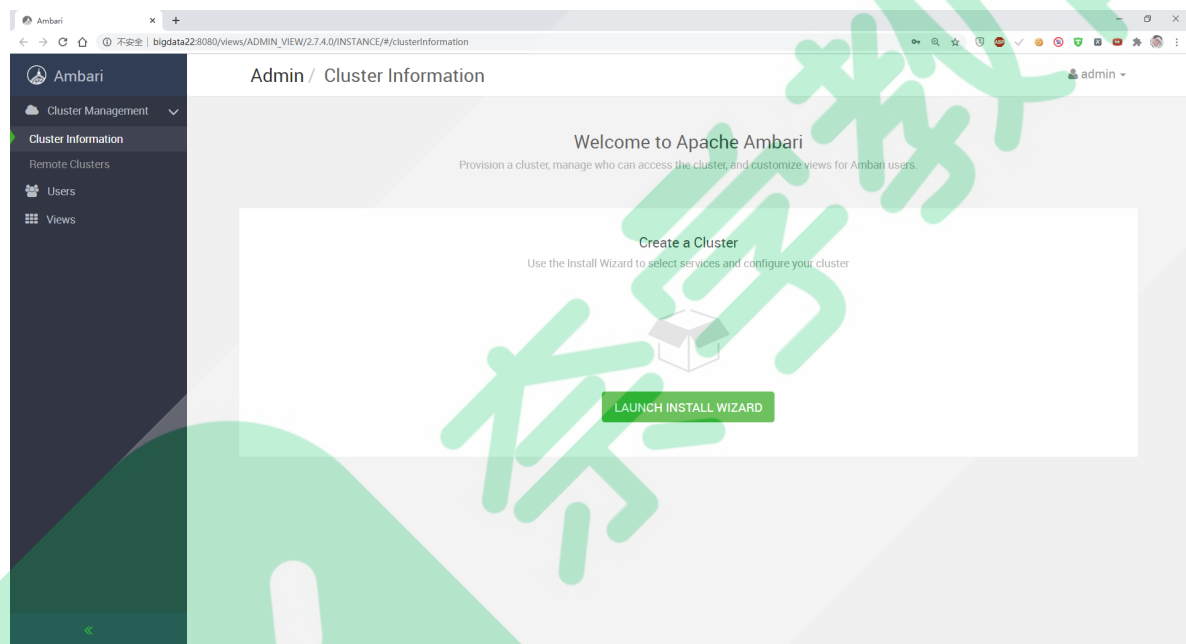 Ambari
不安全 | bigdata22:8080/views/ADMIN_VIEW/2.7.4.0/INSTANCE/#/clusterInformation
Ambari
Admin / Cluster Information
admin
Cluster Management
Cluster Information
Remote Clusters
Users
Views
Welcome to Apache Ambari
Provision a cluster, manage who can access the cluster, and customize views for Ambari users.
Create a Cluster
Use the Install Wizard to select services and configure your cluster
LAUNCH INSTALL WIZARD